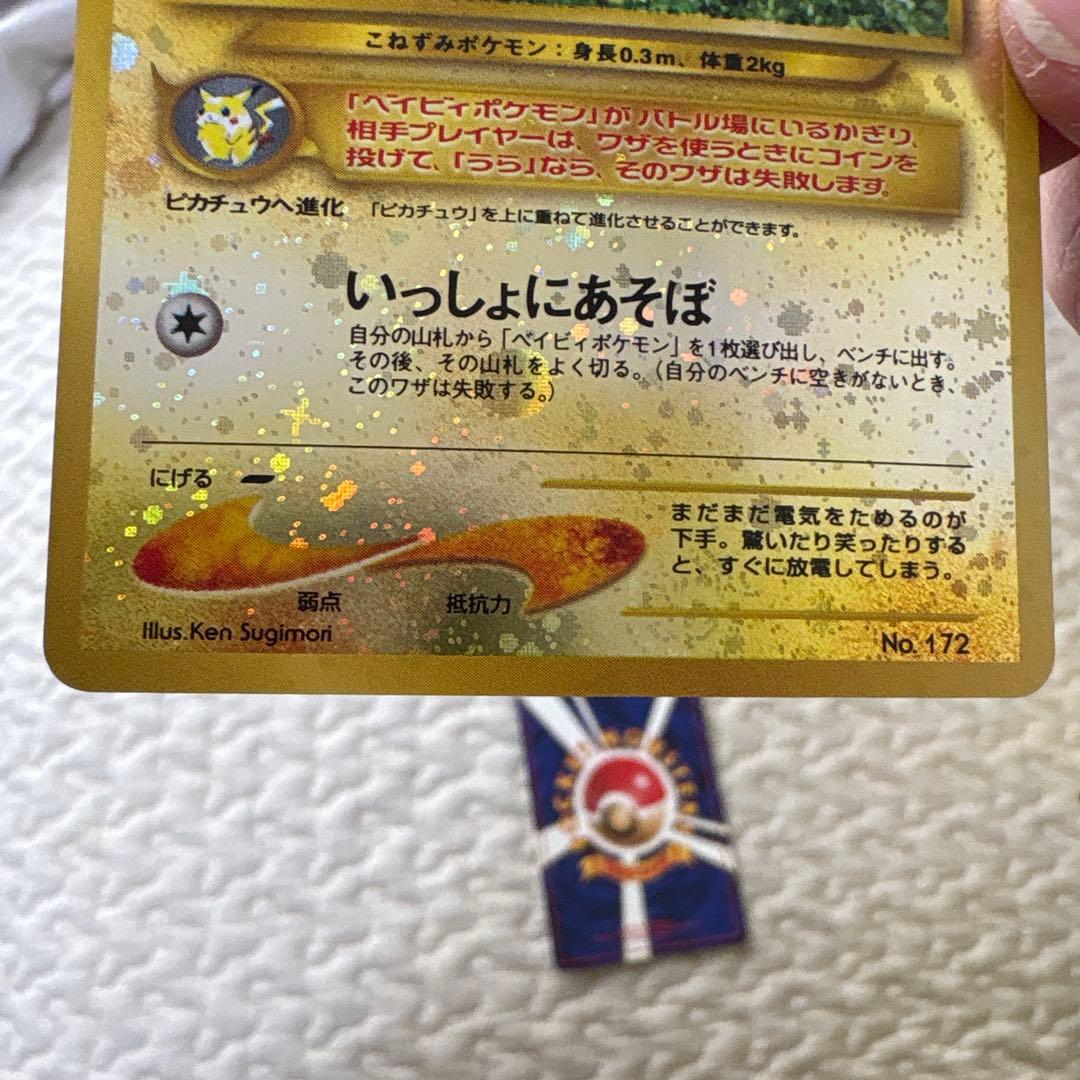 こねずみポケモン：身長0.3m、体重2kg
「ベイビィポケモン」がバトル場にいるかぎり、
相手プレイヤーは、ワザを使うときにコインを
投げて、「うら」なら、そのワザは失敗します。
ピカチュウへ進化 「ピカチュウ」を上に重ねて進化させることができます。
いっしょにあそぼ
自分の山札から「ベイビィポケモン」を1枚選び出し、ベンチに出す。
その後、その山札をよく切る。（自分のベンチに空きがないとき、
このワザは失敗する。）
にげる
まだまだ電気をためるのが
下手。驚いたり笑ったりする
と、すぐに放電してしまう。
弱点 抵抗力
Illus. Ken Sugimori
No. 172